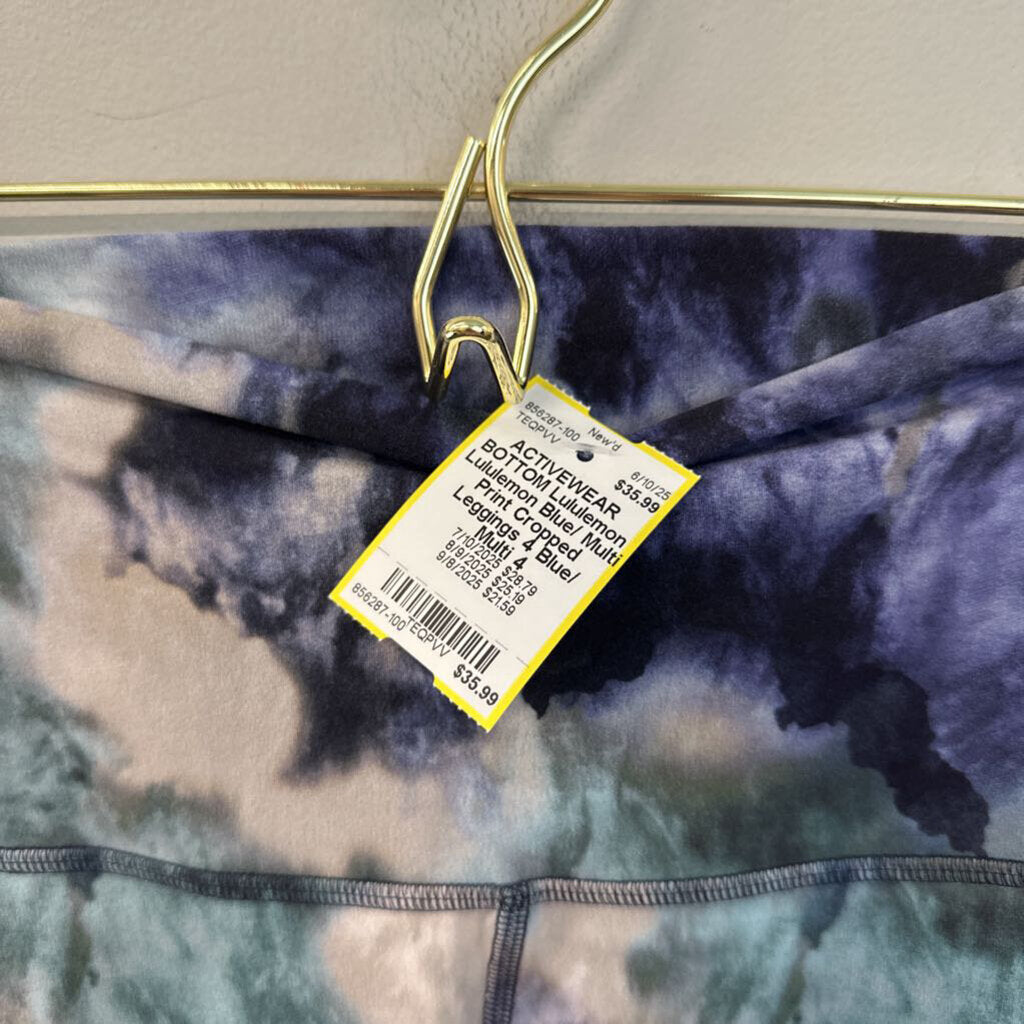 856287-100 New'd 6/10/25
TEQPVV $35.99
ACTIVEWEAR
BOTTOM Lululemon
Lululemon Blue/ Multi
Print Cropped
Leggings 4 Blue/
Multi 4
7/10/2025 $28.79
8/9/2025 $25.19
9/8/2025 $21.59
856287-100 TEQPVV $35.99